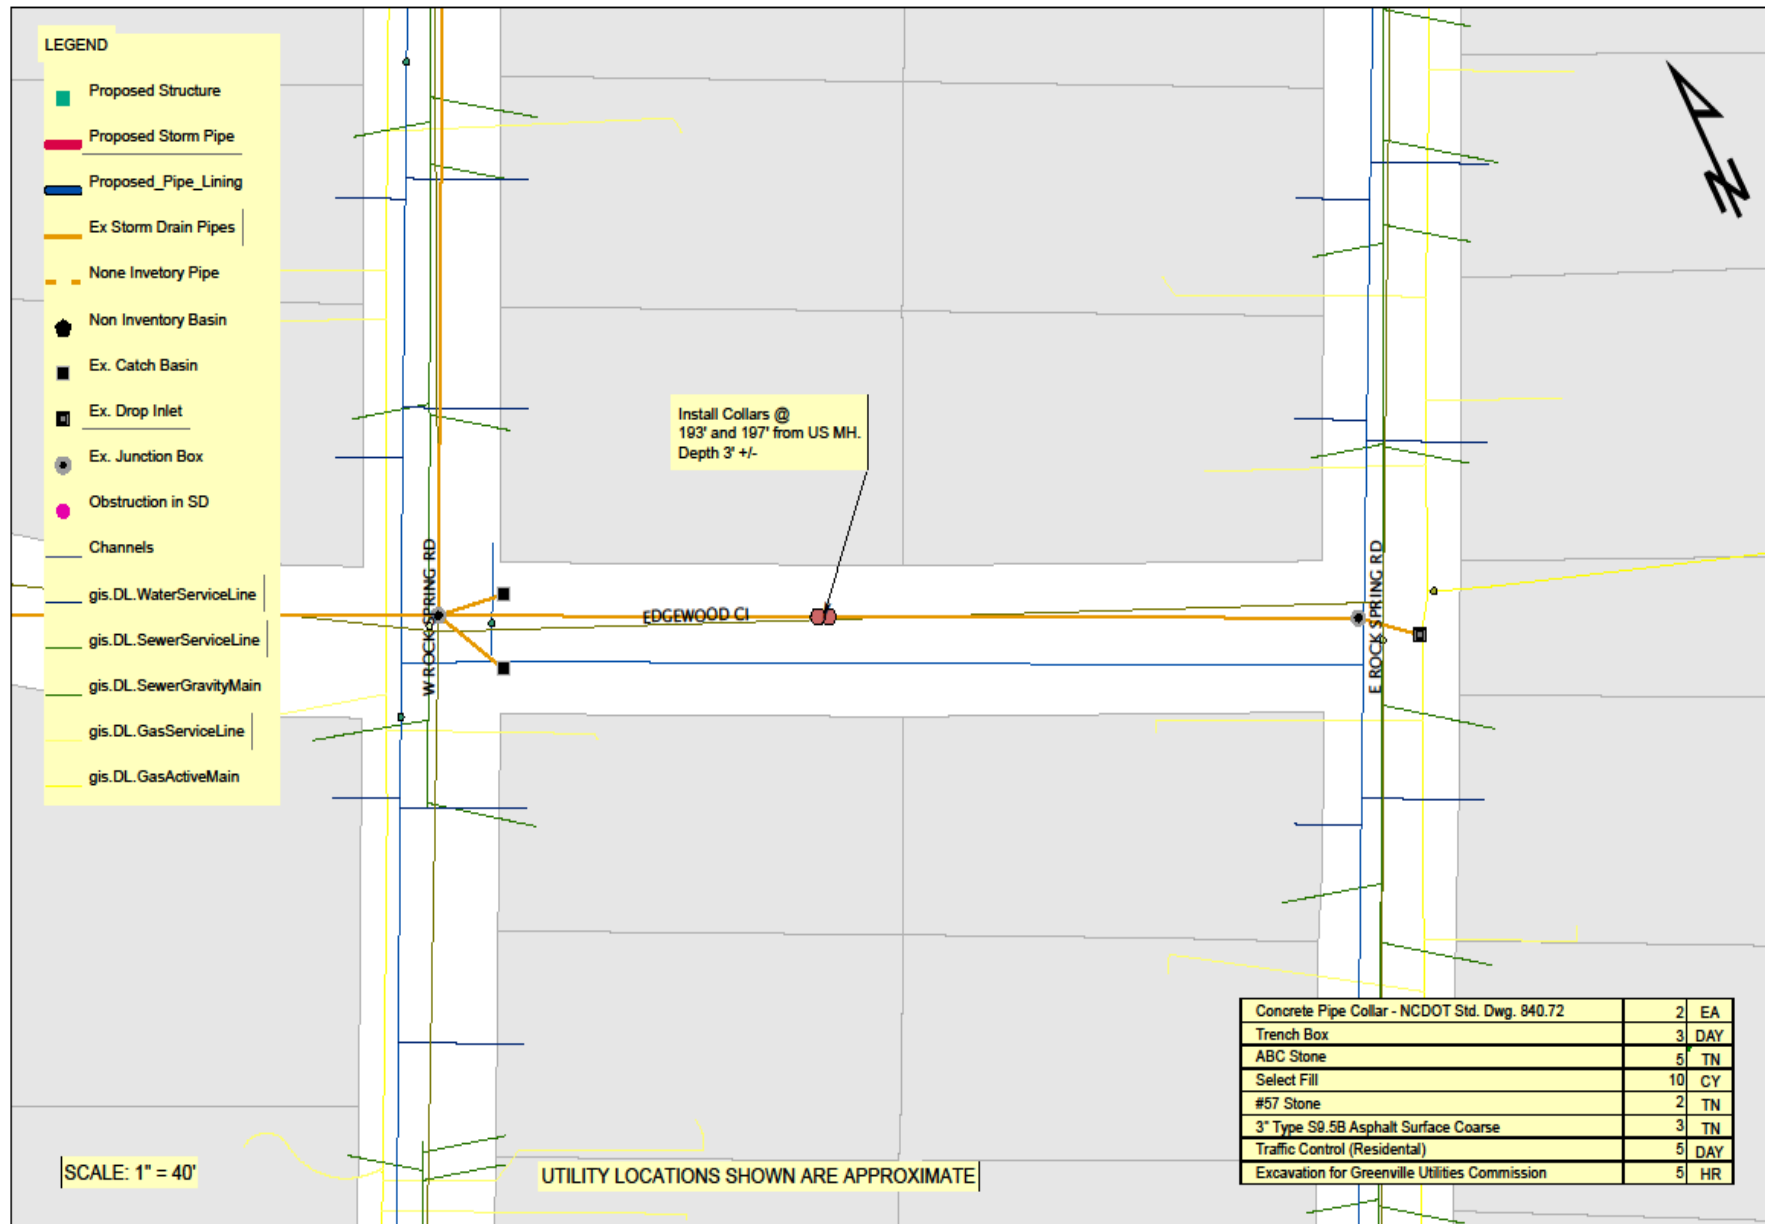 LEGEND
Proposed Structure
Proposed Storm Pipe
Proposed_Pipe_Lining
Ex Storm Drain Pipes
None Invetory Pipe
Non Inventory Basin
Ex. Catch Basin
Ex. Drop Inlet
Ex. Junction Box
Obstruction in SD
Channels
gis.DL.WaterServiceLine
gis.DL.SewerServiceLine
gis.DL.SewerGravityMain
gis.DL.GasServiceLine
gis.DL.GasActiveMain
N
Install Collars @
193' and 197' from US MH.
Depth 3' +/-
W ROCK SPRING RD
EDGEWOOD CI
E ROCK SPRING RD
Concrete Pipe Collar - NCDOT Std. Dwg. 840.72 2 EA
Trench Box 3 DAY
ABC Stone 5 TN
Select Fill 10 CY
#57 Stone 2 TN
3" Type S9.5B Asphalt Surface Coarse 3 TN
Traffic Control (Residental) 5 DAY
Excavation for Greenville Utilities Commission 5 HR
SCALE: 1" = 40'
UTILITY LOCATIONS SHOWN ARE APPROXIMATE